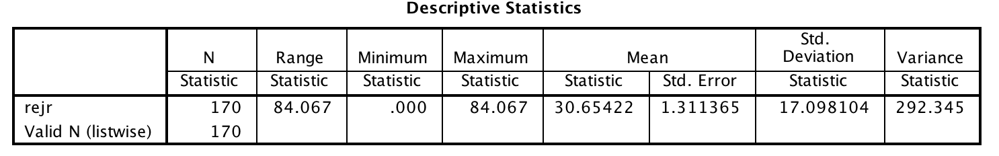 Descriptive Statistics
N Range Minimum Maximum Mean Std. Deviation Variance
Statistic Statistic Statistic Statistic Statistic Std. Error Statistic Statistic
rejr 170 84.067 .000 84.067 30.65422 1.311365 17.098104 292.345
Valid N (listwise) 170